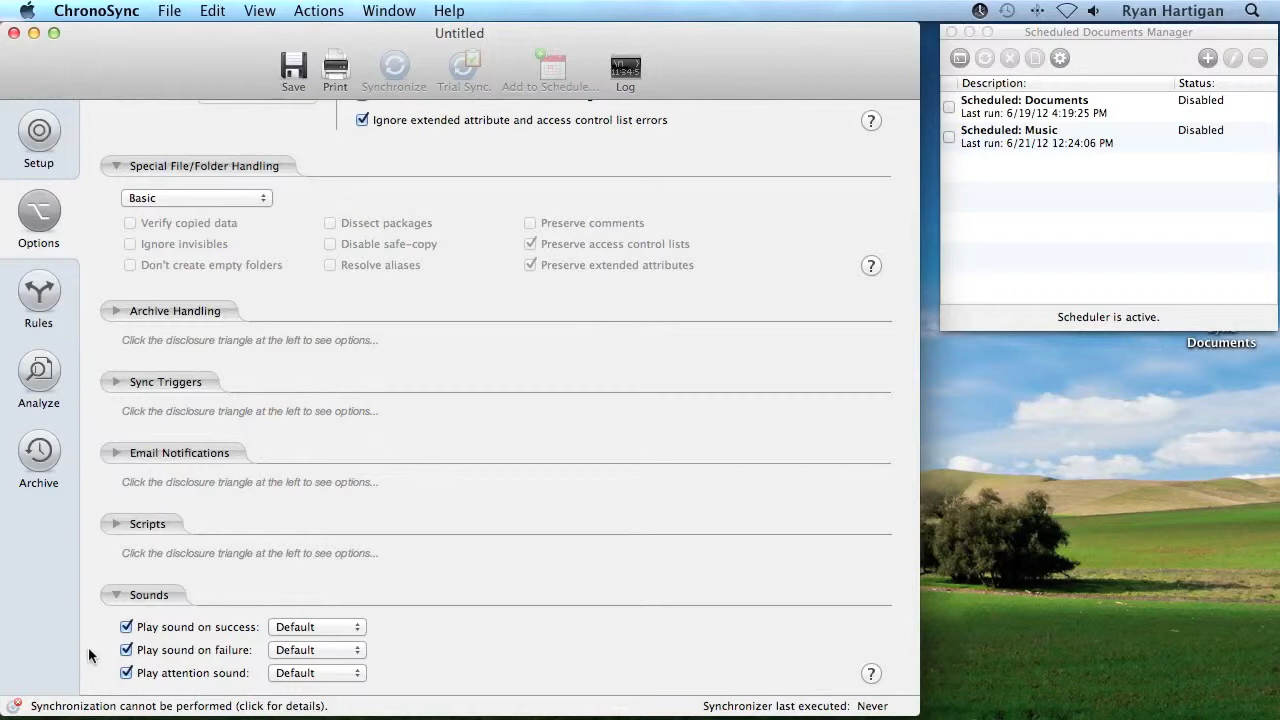 ChronoSync File Edit View Actions Window Help Ryan Hartigan
Untitled
Save Print Synchronize Trial Sync. Add to Schedule... Log
Setup
Options
Rules
Analyze
Archive
Ignore extended attribute and access control list errors ?
Special File/Folder Handling
Basic
Verify copied data Dissect packages Preserve comments
Ignore invisibles Disable safe-copy Preserve access control lists
Don't create empty folders Resolve aliases Preserve extended attributes ?
Archive Handling
Click the disclosure triangle at the left to see options...
Sync Triggers
Click the disclosure triangle at the left to see options...
Email Notifications
Click the disclosure triangle at the left to see options...
Scripts
Click the disclosure triangle at the left to see options...
Sounds
Play sound on success: Default
Play sound on failure: Default
Play attention sound: Default ?
Synchronization cannot be performed (click for details). Synchronizer last executed: Never
Scheduled Documents Manager
Description: Status:
Scheduled: Documents Disabled
Last run: 6/19/12 4:19:25 PM
Scheduled: Music Disabled
Last run: 6/21/12 12:24:06 PM
Scheduler is active.
Documents